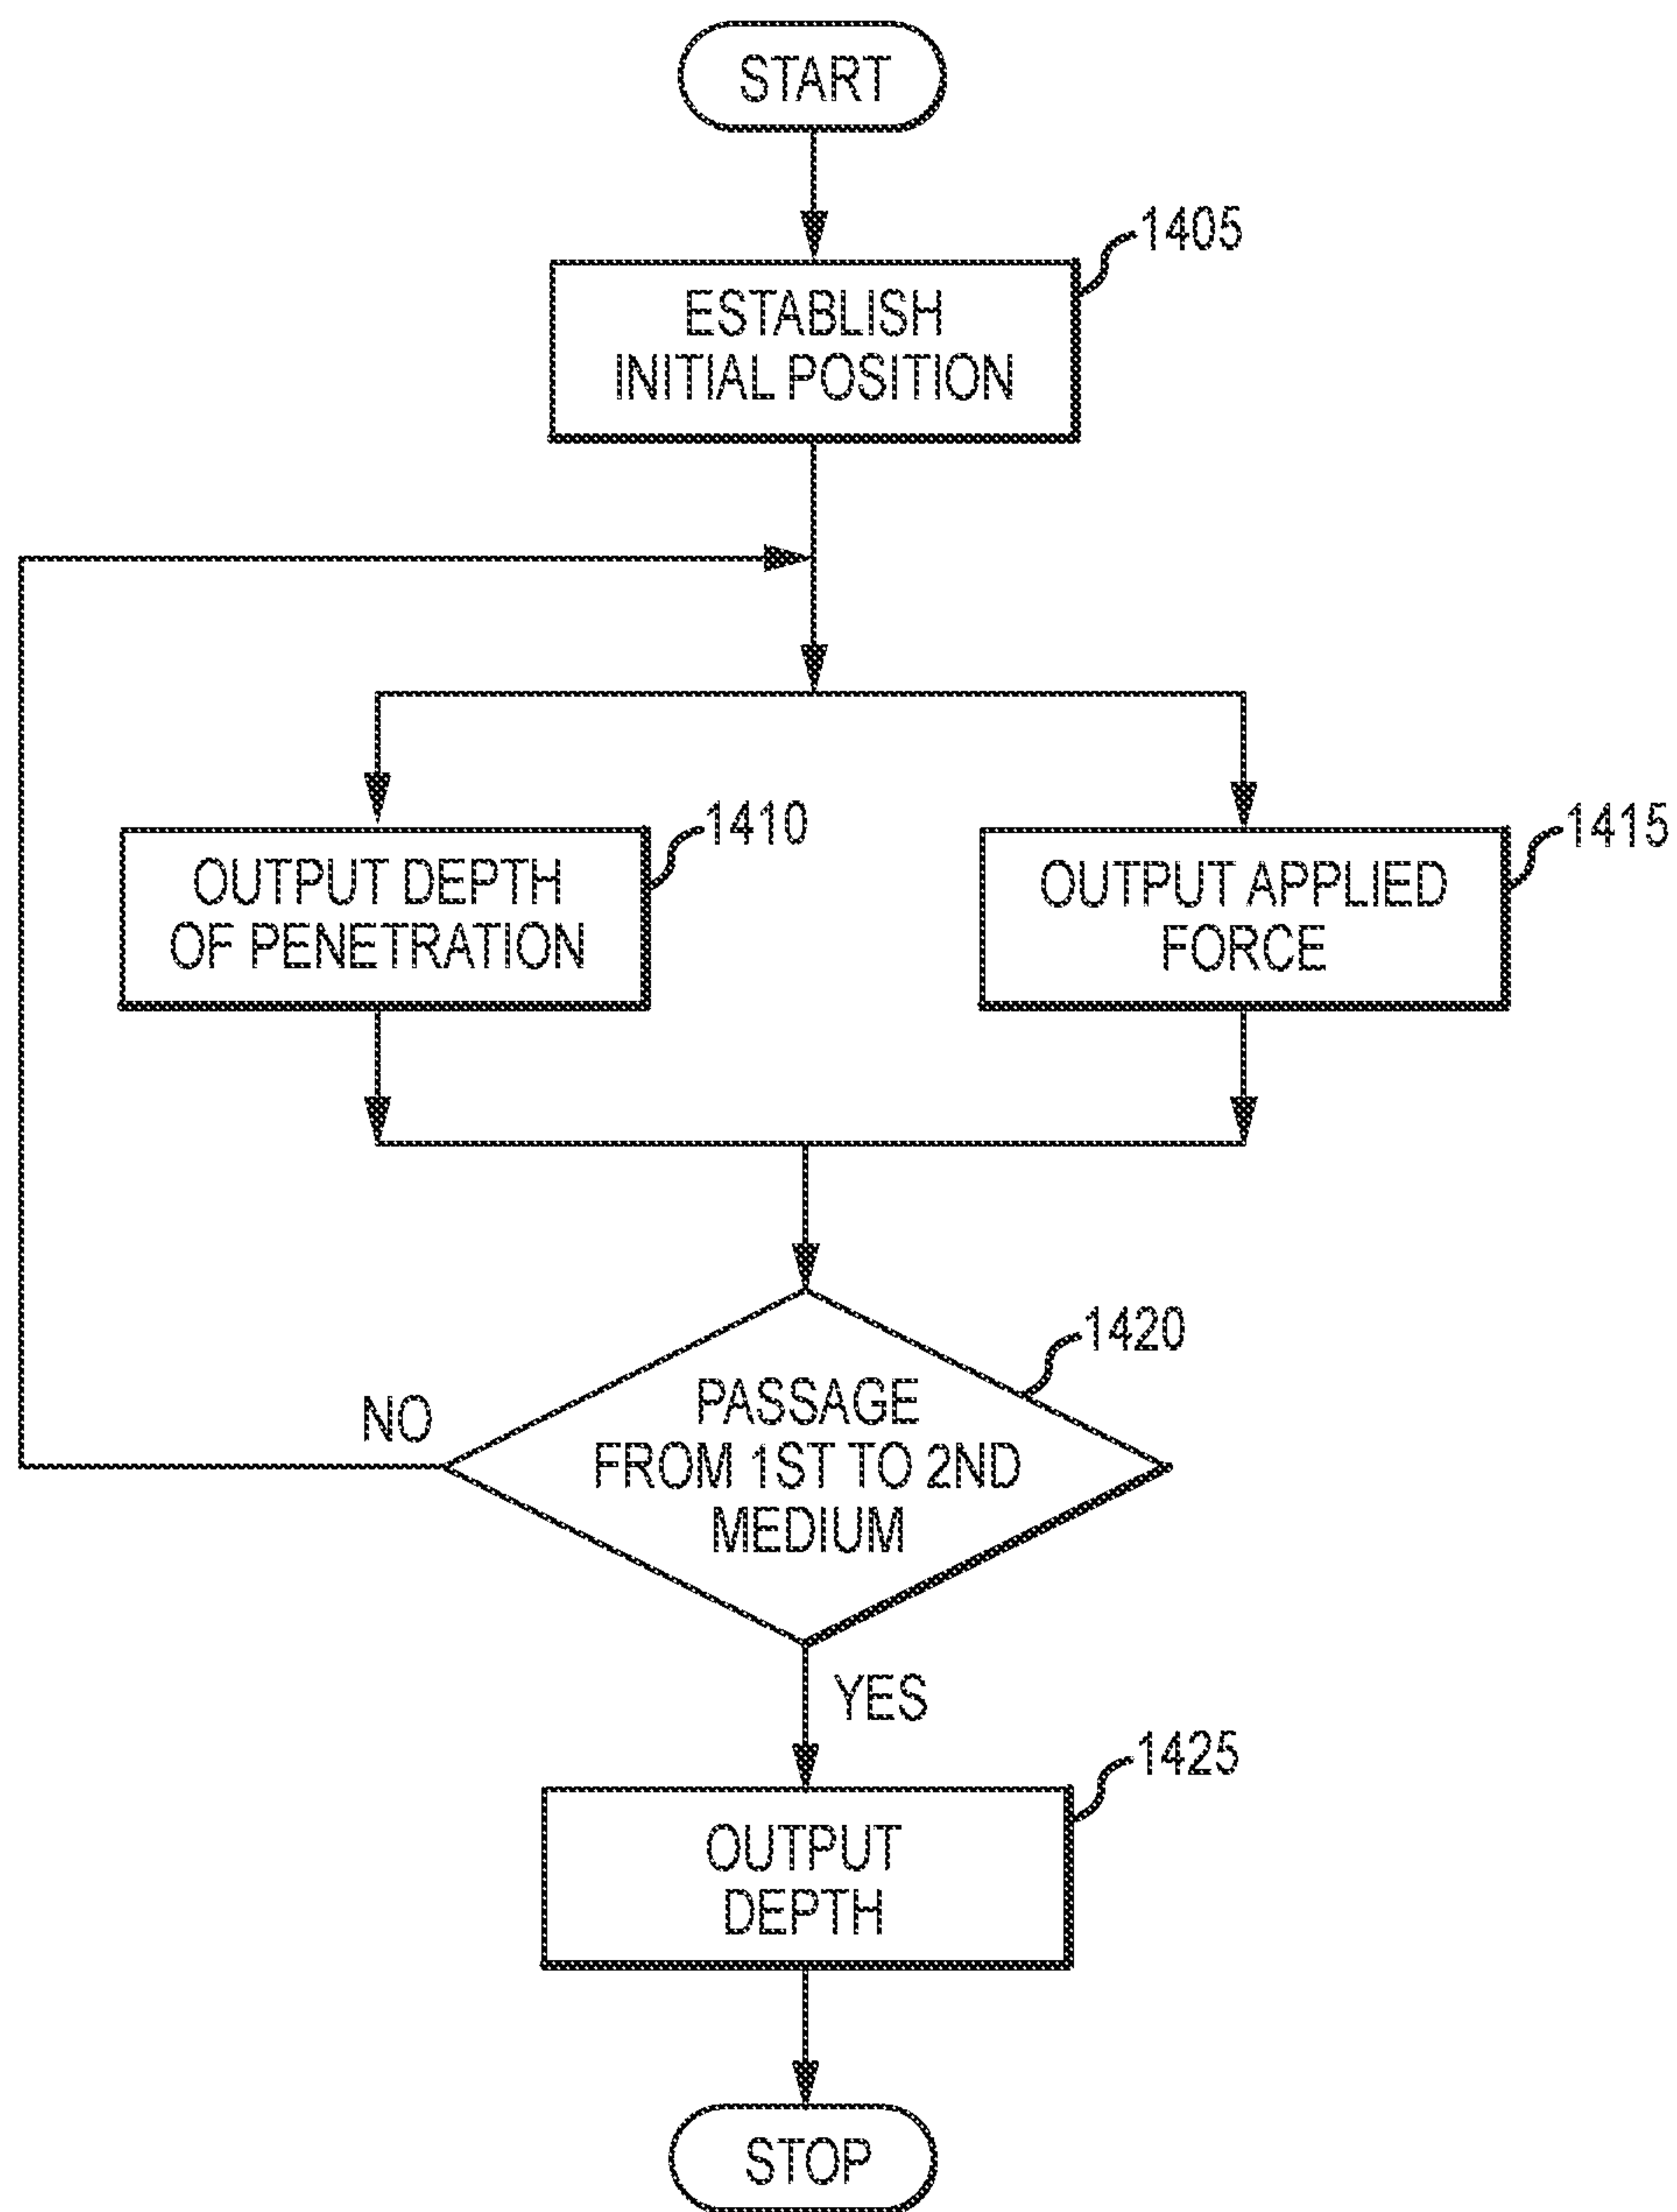 START
1405
ESTABLISH
INITIAL POSITION
1410
OUTPUT DEPTH
OF PENETRATION
1415
OUTPUT APPLIED
FORCE
1420
PASSAGE
FROM 1ST TO 2ND
MEDIUM
NO
YES
1425
OUTPUT
DEPTH
STOP